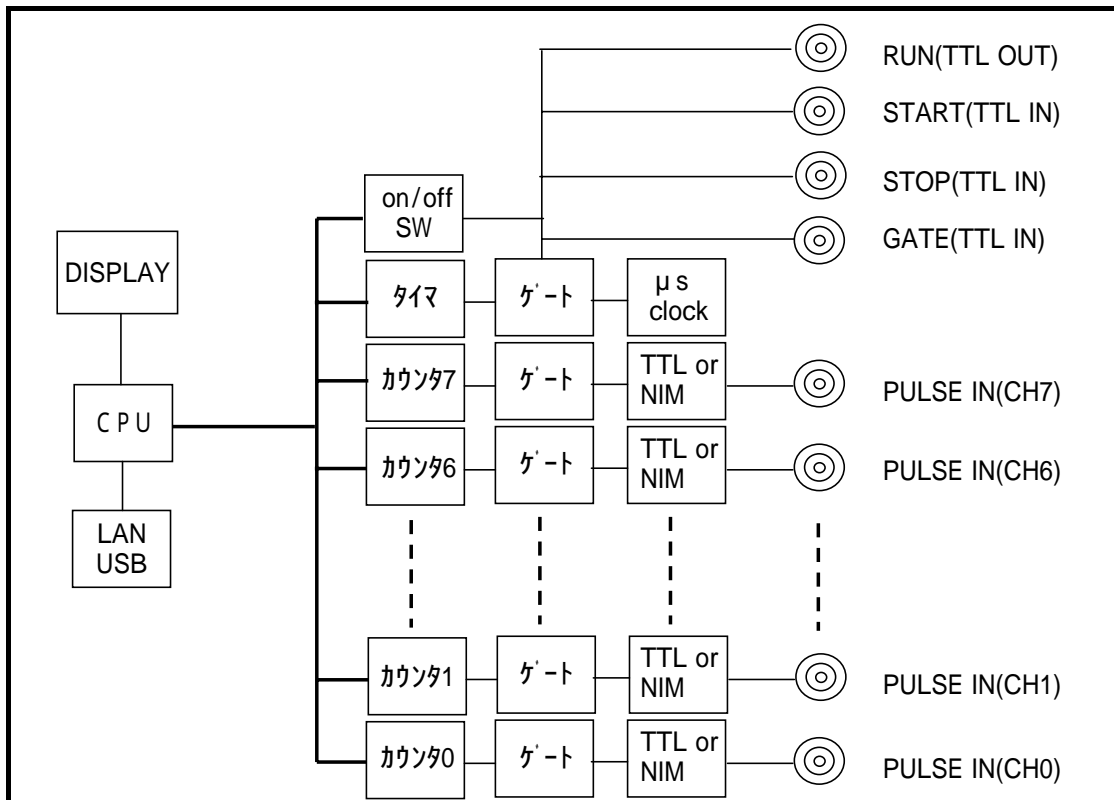 RUN(TTL OUT)
START(TTL IN)
STOP(TTL IN)
GATE(TTL IN)
on/off
SW
DISPLAY
ﾀｲﾏ
ｹﾞｰﾄ
μs
clock
ｶｳﾝﾀ7
ｹﾞｰﾄ
TTL or
NIM
PULSE IN(CH7)
CPU
ｶｳﾝﾀ6
ｹﾞｰﾄ
TTL or
NIM
PULSE IN(CH6)
LAN
USB
ｶｳﾝﾀ1
ｹﾞｰﾄ
TTL or
NIM
PULSE IN(CH1)
ｶｳﾝﾀ0
ｹﾞｰﾄ
TTL or
NIM
PULSE IN(CH0)